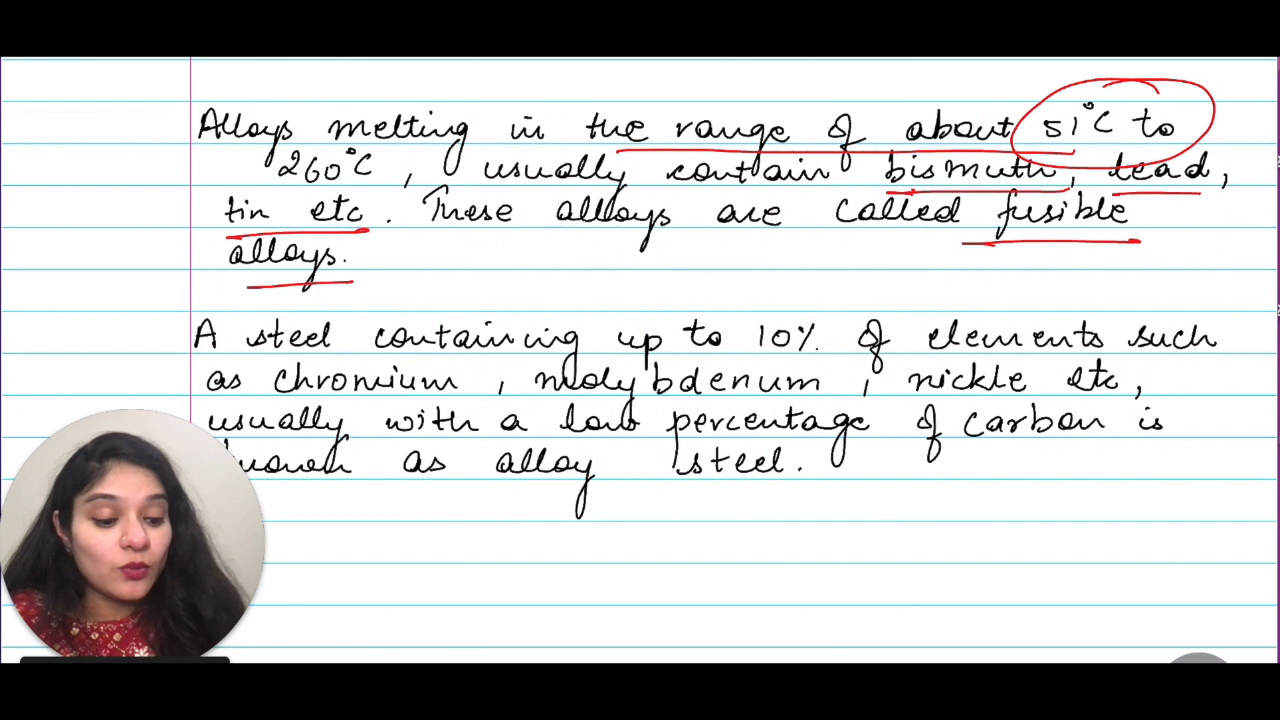 Alloys melting in the range of about 51°C to
260°C, usually contain bismuth, lead,
tin etc. These alloys are called fusible
alloys.
A steel containing up to 10% of elements such
as chromium, molybdenum, nickle etc,
usually with a low percentage of carbon is
known as alloy steel.